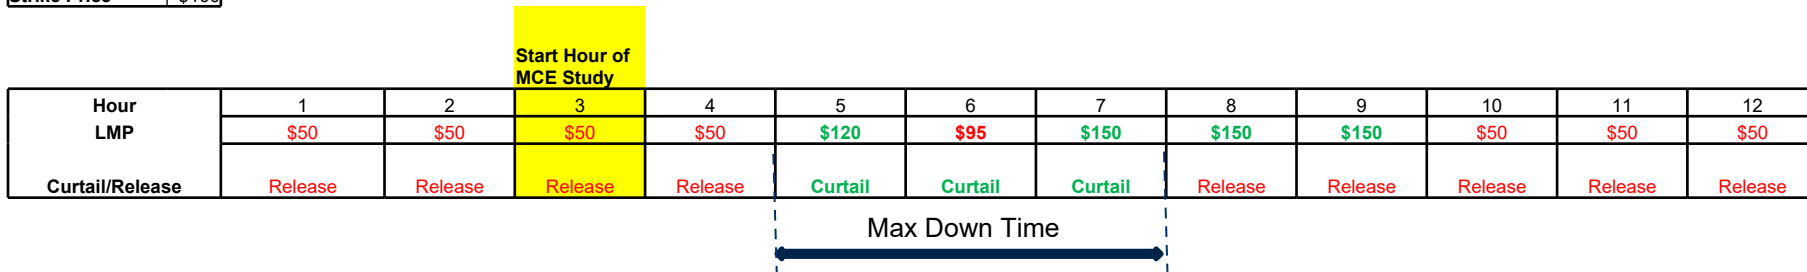 Start Hour of
MCE Study
Hour 1 2 3 4 5 6 7 8 9 10 11 12
LMP $50 $50 $50 $50 $120 $95 $150 $150 $150 $50 $50 $50
Curtail/Release Release Release Release Release Curtail Curtail Curtail Release Release Release Release Release
Max Down Time